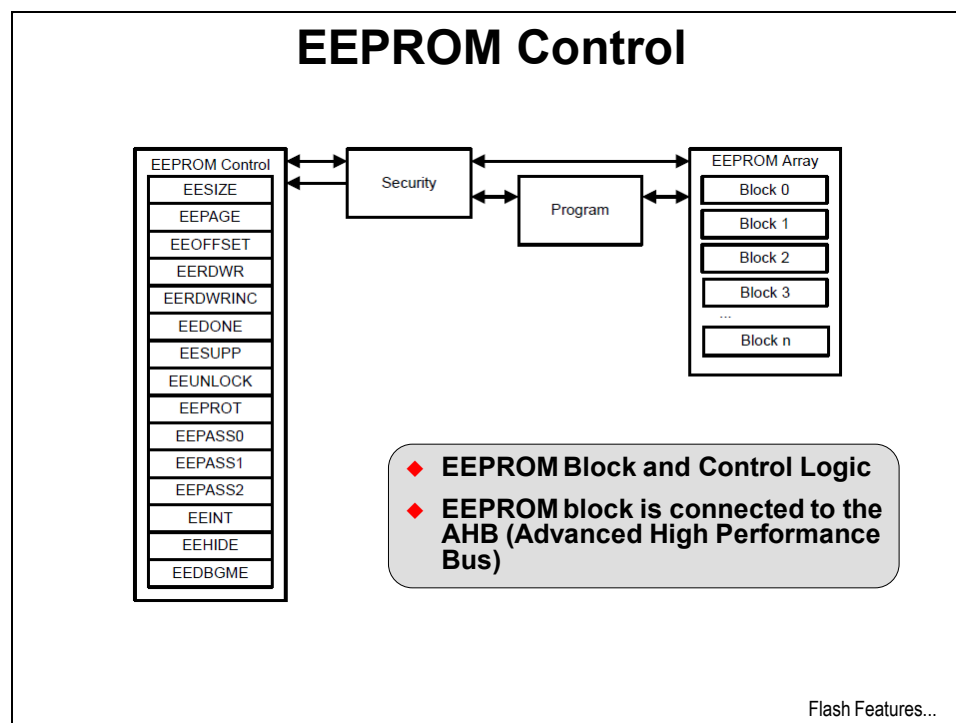 EEPROM Control
EEPROM Control
EESIZE
EEPAGE
EEOFFSET
EERDWR
EERDWRINC
EEDONE
EESUPP
EEUNLOCK
EEPROT
EEPASS0
EEPASS1
EEPASS2
EEINT
EEHIDE
EEDBGME
Security
Program
EEPROM Array
Block 0
Block 1
Block 2
Block 3
...
Block n
◆ EEPROM Block and Control Logic
◆ EEPROM block is connected to the
AHB (Advanced High Performance
Bus)
Flash Features...